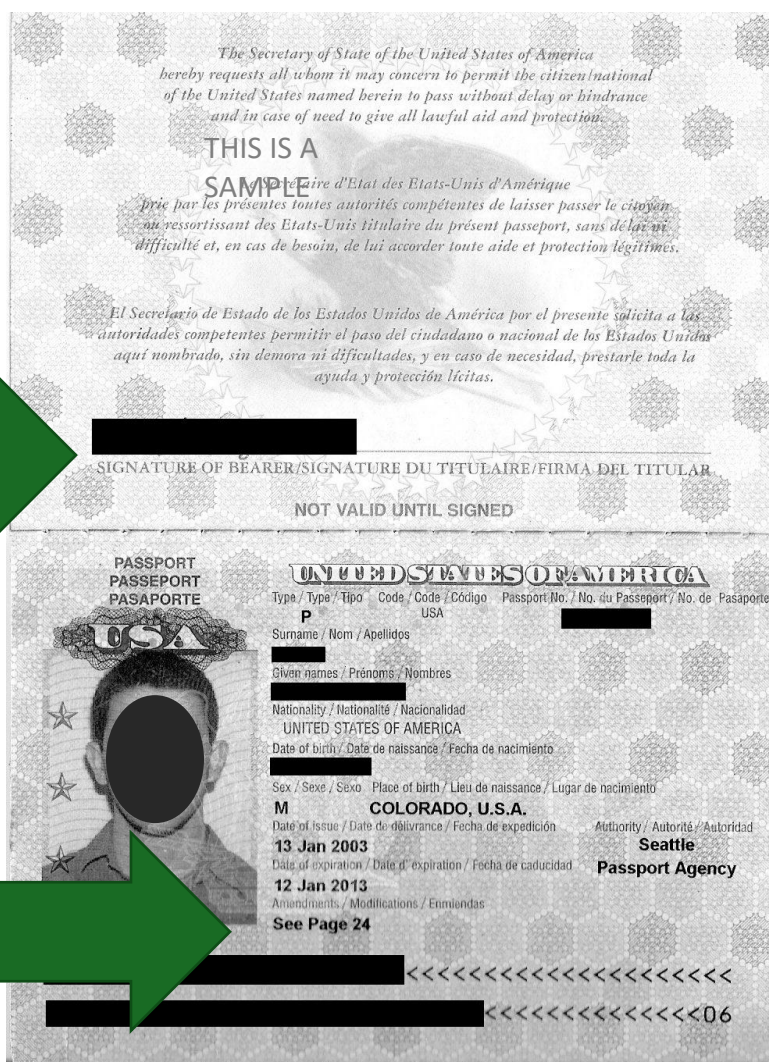 The Secretary of State of the United States of America
hereby requests all whom it may concern to permit the citizen/national
of the United States named herein to pass without delay or hindrance
and in case of need to give all lawful aid and protection.
THIS IS A
SAMPLE
Le Secrétaire d'Etat des Etats-Unis d'Amérique
prie par les présentes toutes autorités compétentes de laisser passer le citoyen
ou ressortissant des Etats-Unis titulaire du présent passeport, sans délai ni
difficulté et, en cas de besoin, de lui accorder toute aide et protection légitimes.
El Secretario de Estado de los Estados Unidos de América por el presente solicita a las
autoridades competentes permitir el paso del ciudadano o nacional de los Estados Unidos
aquí nombrado, sin demora ni dificultades, y en caso de necesidad, prestarle toda la
ayuda y protección lícitas.
SIGNATURE OF BEARER/SIGNATURE DU TITULAIRE/FIRMA DEL TITULAR
NOT VALID UNTIL SIGNED
PASSPORT
PASSEPORT
PASAPORTE
USA
UNITED STATES OF AMERICA
Type / Type / Tipo Code / Code / Código Passport No. / No. du Passeport / No. de Pasaporte
P USA
Surname / Nom / Apellidos
Given names / Prénoms / Nombres
Nationality / Nationalité / Nacionalidad
UNITED STATES OF AMERICA
Date of birth / Date de naissance / Fecha de nacimiento
Sex / Sexe / Sexo Place of birth / Lieu de naissance / Lugar de nacimiento
M COLORADO, U.S.A.
Date of issue / Date de délivrance / Fecha de expedición Authority / Autorité / Autoridad
13 Jan 2003 Seattle
Date of expiration / Date d'expiration / Fecha de caducidad Passport Agency
12 Jan 2013
Amendments / Modifications / Enmiendas
See Page 24
<<<<<<<<<<<<<<<<<<<<<
<<<<<<<<<<<<<<06